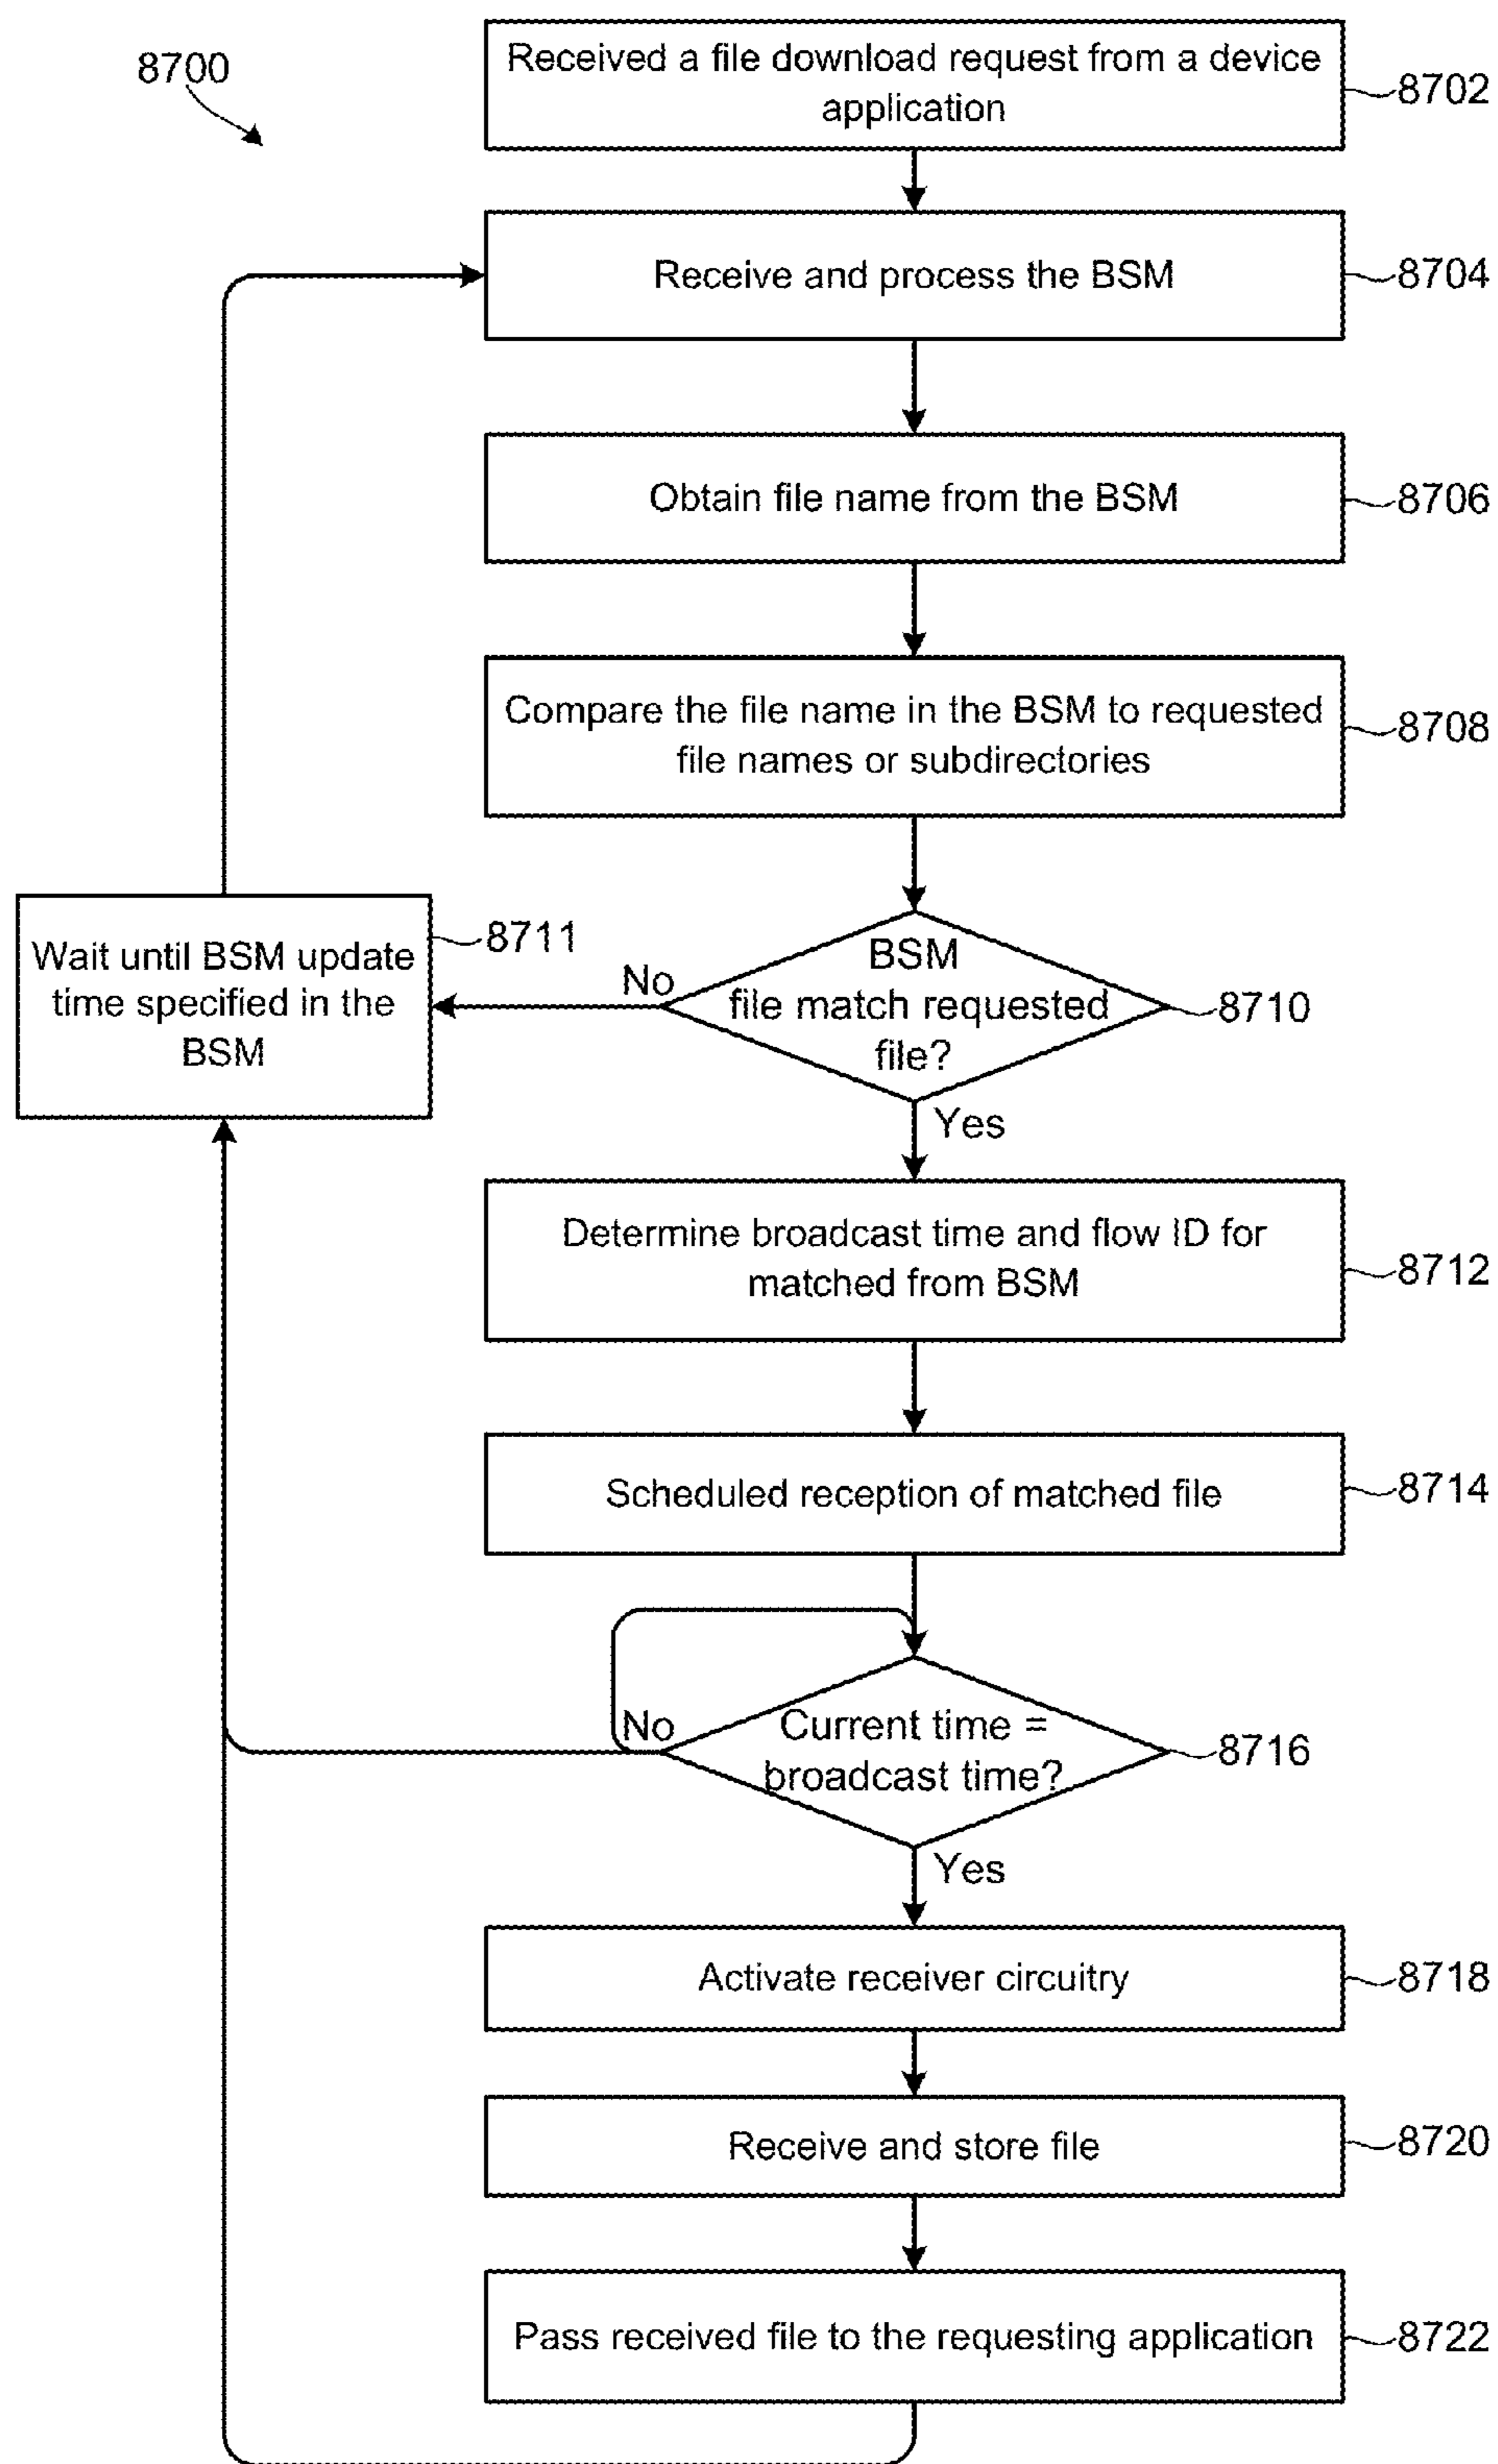 8700
Received a file download request from a device
application
8702
Receive and process the BSM
8704
Obtain file name from the BSM
8706
Compare the file name in the BSM to requested
file names or subdirectories
8708
Wait until BSM update
time specified in the
BSM
8711
No
BSM
file match requested
file?
8710
Yes
Determine broadcast time and flow ID for
matched from BSM
8712
Scheduled reception of matched file
8714
No
Current time =
broadcast time?
8716
Yes
Activate receiver circuitry
8718
Receive and store file
8720
Pass received file to the requesting application
8722